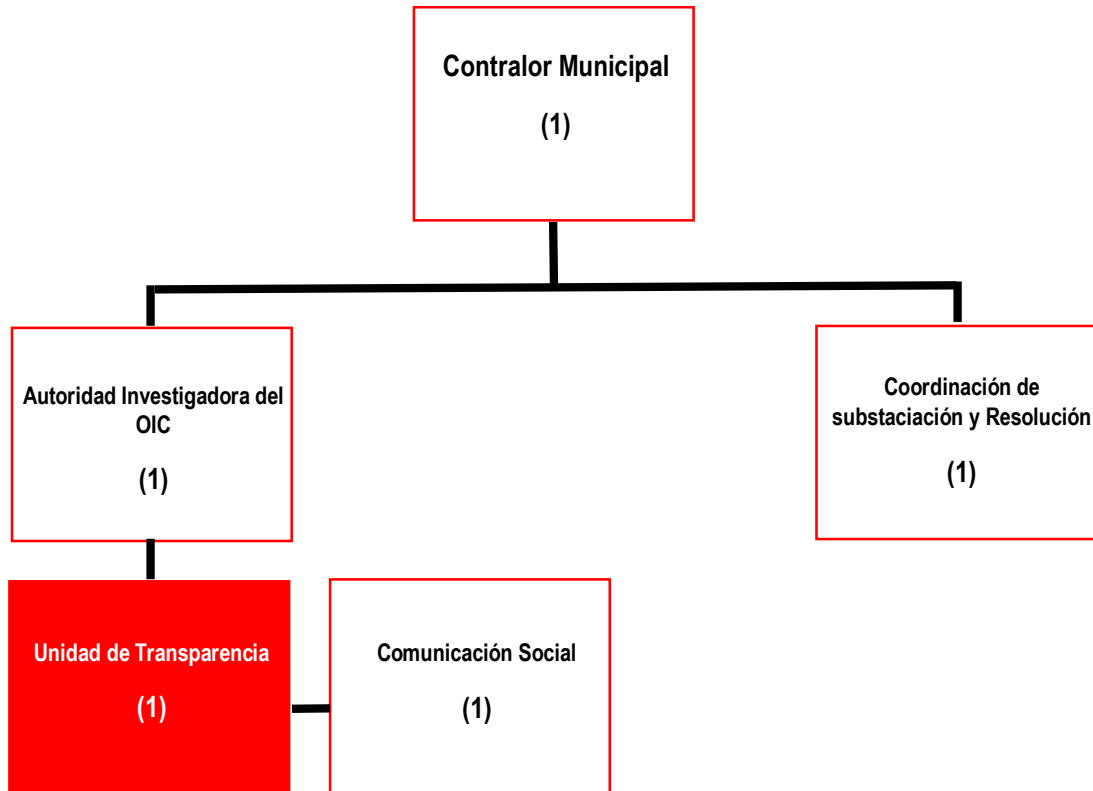 Contralor Municipal
(1)
Autoridad Investigadora del
OIC
(1)
Coordinación de
substaciación y Resolución
(1)
Unidad de Transparencia
(1)
Comunicación Social
(1)